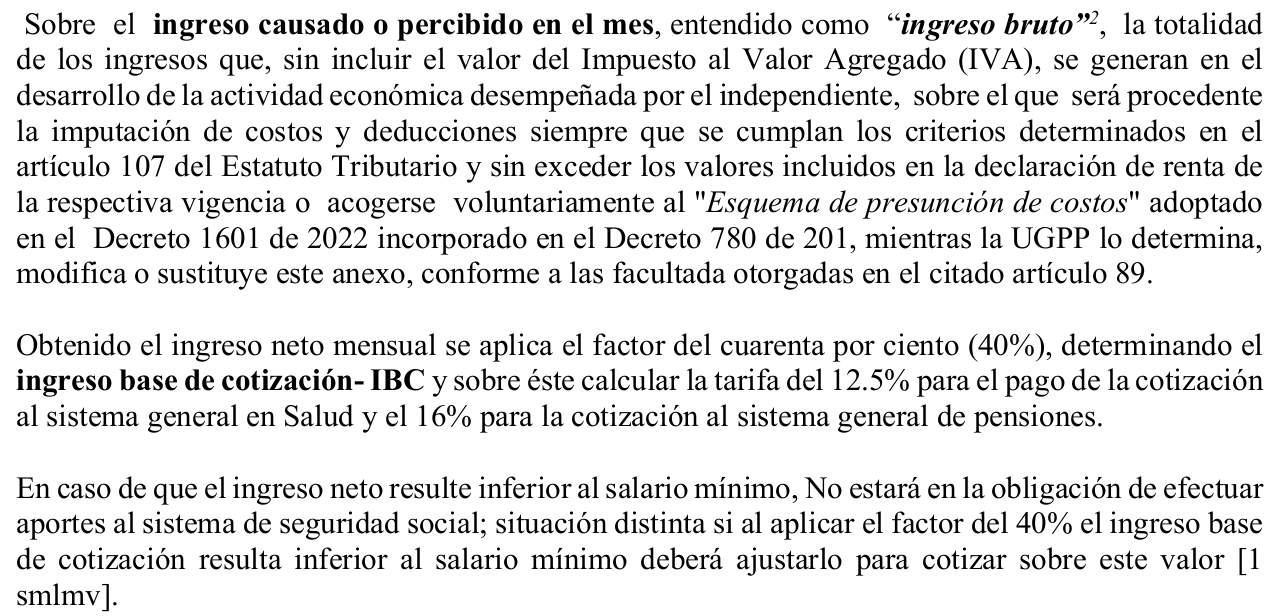 Sobre el ingreso causado o percibido en el mes, entendido como “ingreso bruto”2, la totalidad
de los ingresos que, sin incluir el valor del Impuesto al Valor Agregado (IVA), se generan en el
desarrollo de la actividad económica desempeñada por el independiente, sobre el que será procedente
la imputación de costos y deducciones siempre que se cumplan los criterios determinados en el
artículo 107 del Estatuto Tributario y sin exceder los valores incluidos en la declaración de renta de
la respectiva vigencia o acogerse voluntariamente al "Esquema de presunción de costos" adoptado
en el Decreto 1601 de 2022 incorporado en el Decreto 780 de 201, mientras la UGPP lo determina,
modifica o sustituye este anexo, conforme a las facultada otorgadas en el citado artículo 89.
Obtenido el ingreso neto mensual se aplica el factor del cuarenta por ciento (40%), determinando el
ingreso base de cotización- IBC y sobre éste calcular la tarifa del 12.5% para el pago de la cotización
al sistema general en Salud y el 16% para la cotización al sistema general de pensiones.
En caso de que el ingreso neto resulte inferior al salario mínimo, No estará en la obligación de efectuar
aportes al sistema de seguridad social; situación distinta si al aplicar el factor del 40% el ingreso base
de cotización resulta inferior al salario mínimo deberá ajustarlo para cotizar sobre este valor [1
smlmv].